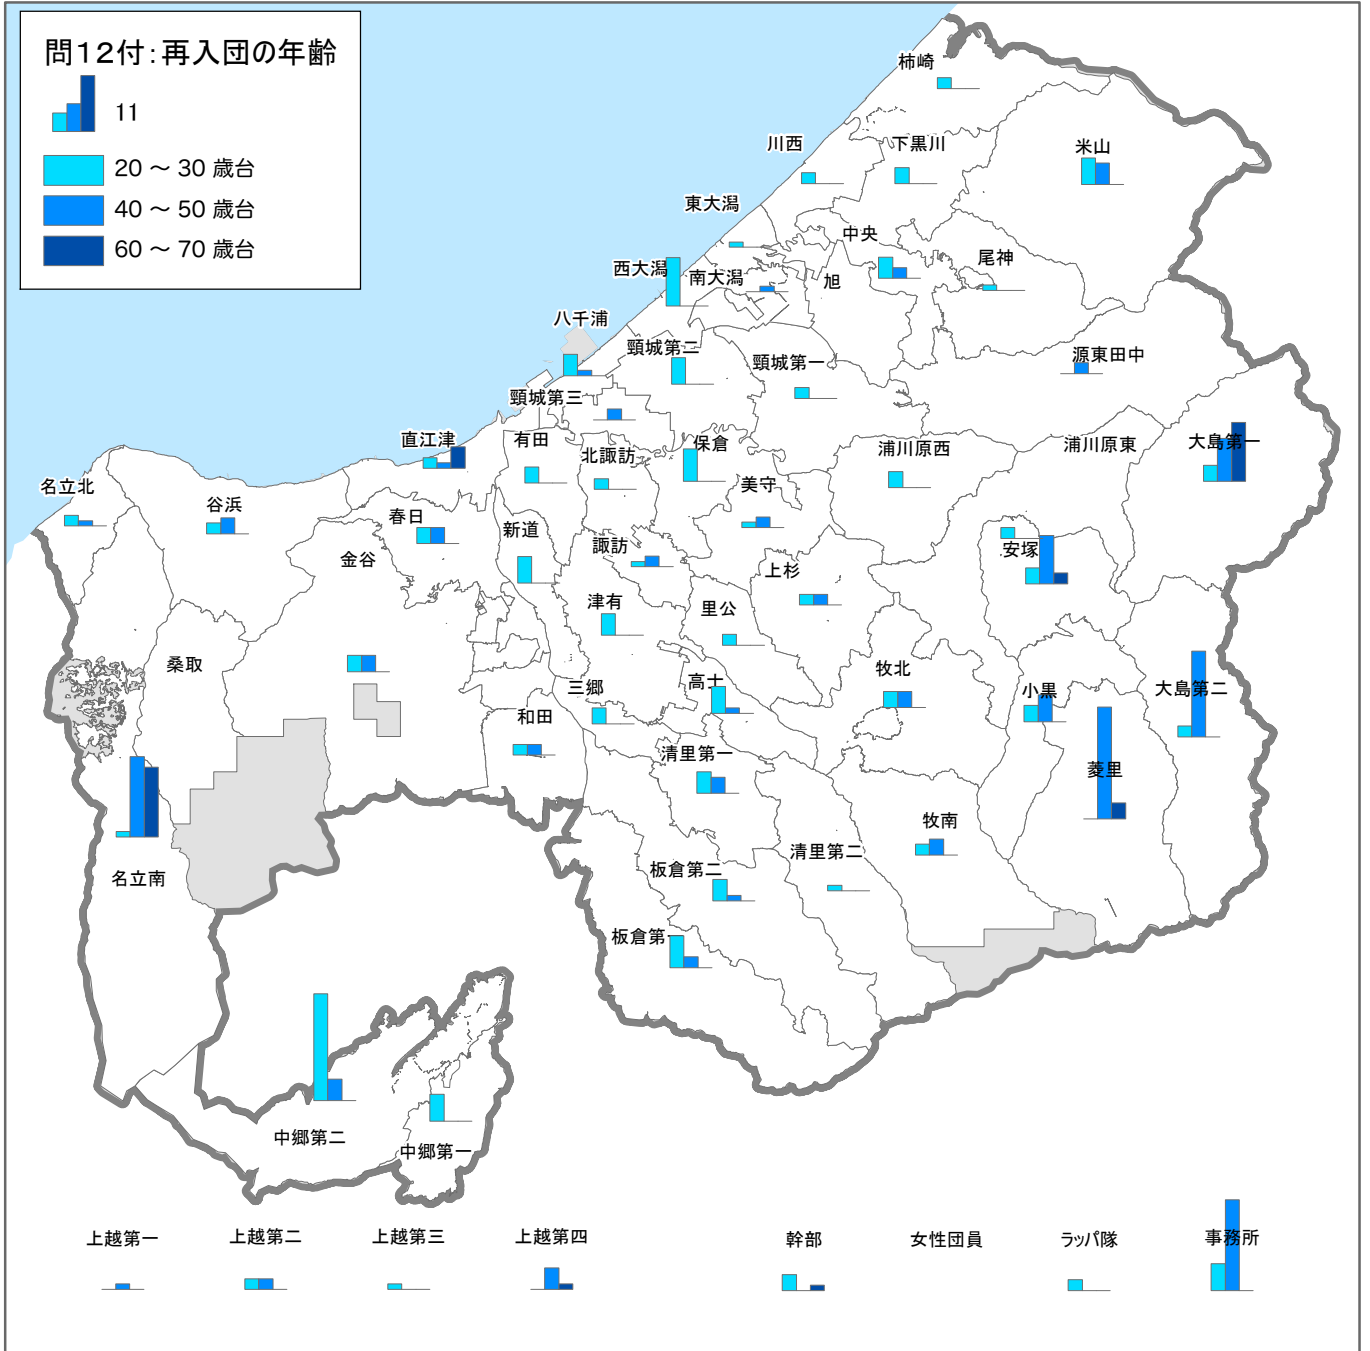 問12付：再入団の年齢
11
20 ～ 30 歳台
40 ～ 50 歳台
60 ～ 70 歳台
柿崎
川西
下黒川
米山
東大潟
中央
尾神
西大潟
南大潟
旭
八千浦
頸城第二
頸城第一
源東田中
頸城第三
直江津
有田
保倉
浦川原西
浦川原東
大島第一
北諏訪
名立北
谷浜
美守
春日
新道
金谷
諏訪
安塚
上杉
津有
里公
桑取
牧北
三郷
高士
小黒
大島第二
和田
清里第一
菱里
牧南
名立南
板倉第二
清里第二
板倉第一
中郷第二
中郷第一
上越第一
上越第二
上越第三
上越第四
幹部
女性団員
ラッパ隊
事務所